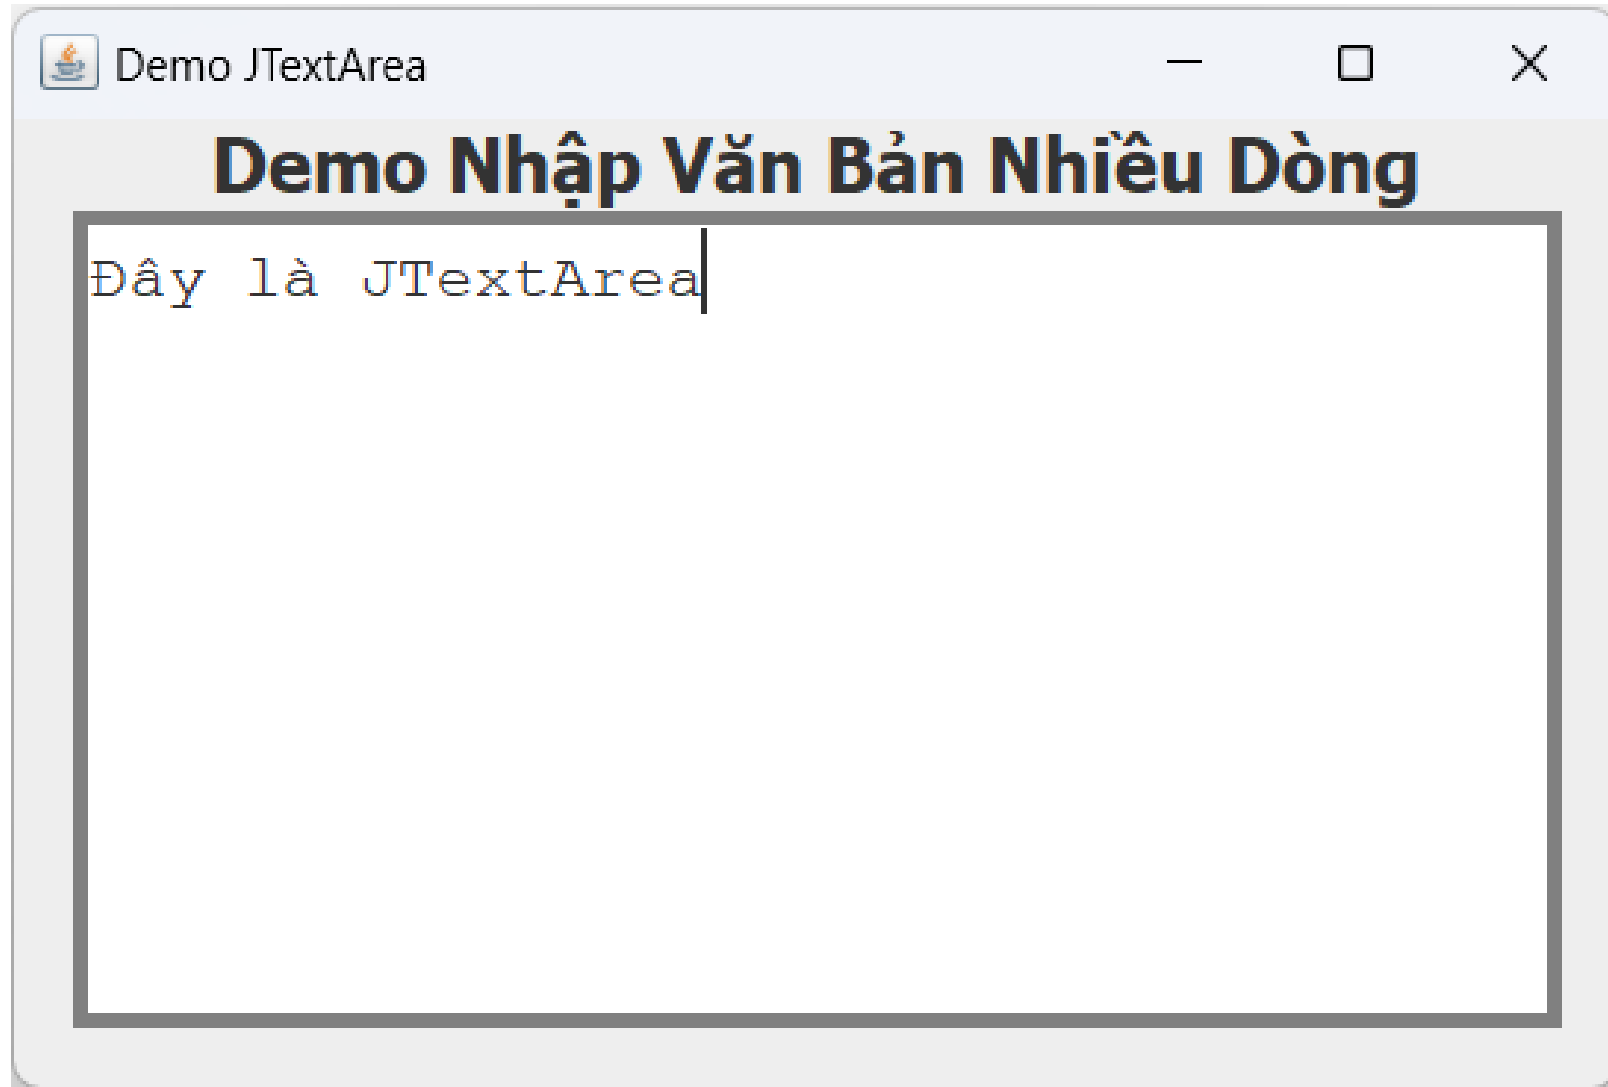 Demo JTextArea
Demo Nhập Văn Bản Nhiều Dòng
Đây là JTextArea